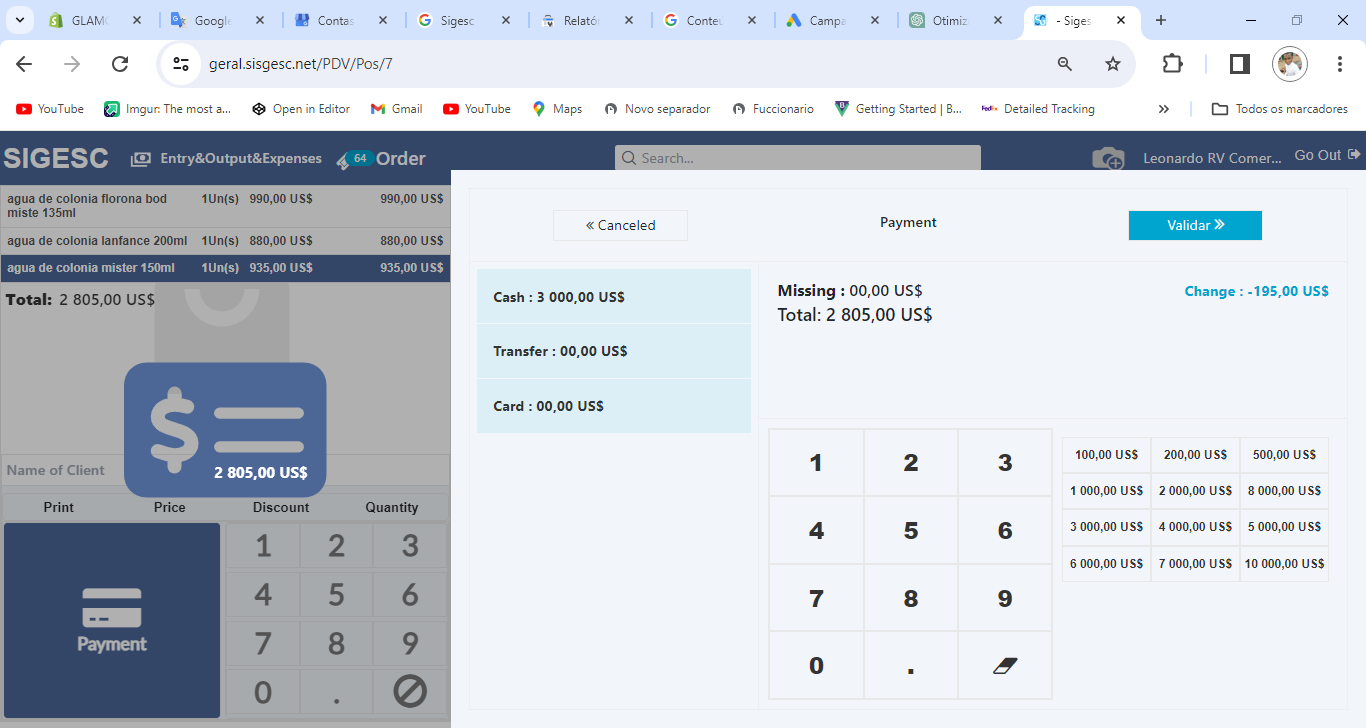 GLAMO
Google
Contas
Sigesc
Relatór
Conteu
Campa
Otimiz
- Siges
geral.sisgesc.net/PDV/Pos/7
YouTube
Imgur: The most a...
Open in Editor
Gmail
YouTube
Maps
Novo separador
Fuccionario
Getting Started | B...
FedEx
Detailed Tracking
Todos os marcadores
SIGESC
Entry&Output&Expenses
64
Order
Search...
Leonardo RV Comer...
Go Out
agua de colonia florona bod
miste 135ml
1Un(s)
990,00 US$
990,00 US$
agua de colonia lanfance 200ml
1Un(s)
880,00 US$
880,00 US$
agua de colonia mister 150ml
1Un(s)
935,00 US$
935,00 US$
Total: 2 805,00 US$
$
2 805,00 US$
Name of Client
Print
Price
Discount
Quantity
Payment
1 2 3
4 5 6
7 8 9
0 .
« Canceled
Payment
Validar »
Cash : 3 000,00 US$
Transfer : 00,00 US$
Card : 00,00 US$
Missing : 00,00 US$
Total: 2 805,00 US$
Change : -195,00 US$
1 2 3
4 5 6
7 8 9
0 .
100,00 US$ 200,00 US$ 500,00 US$
1 000,00 US$ 2 000,00 US$ 8 000,00 US$
3 000,00 US$ 4 000,00 US$ 5 000,00 US$
6 000,00 US$ 7 000,00 US$ 10 000,00 US$